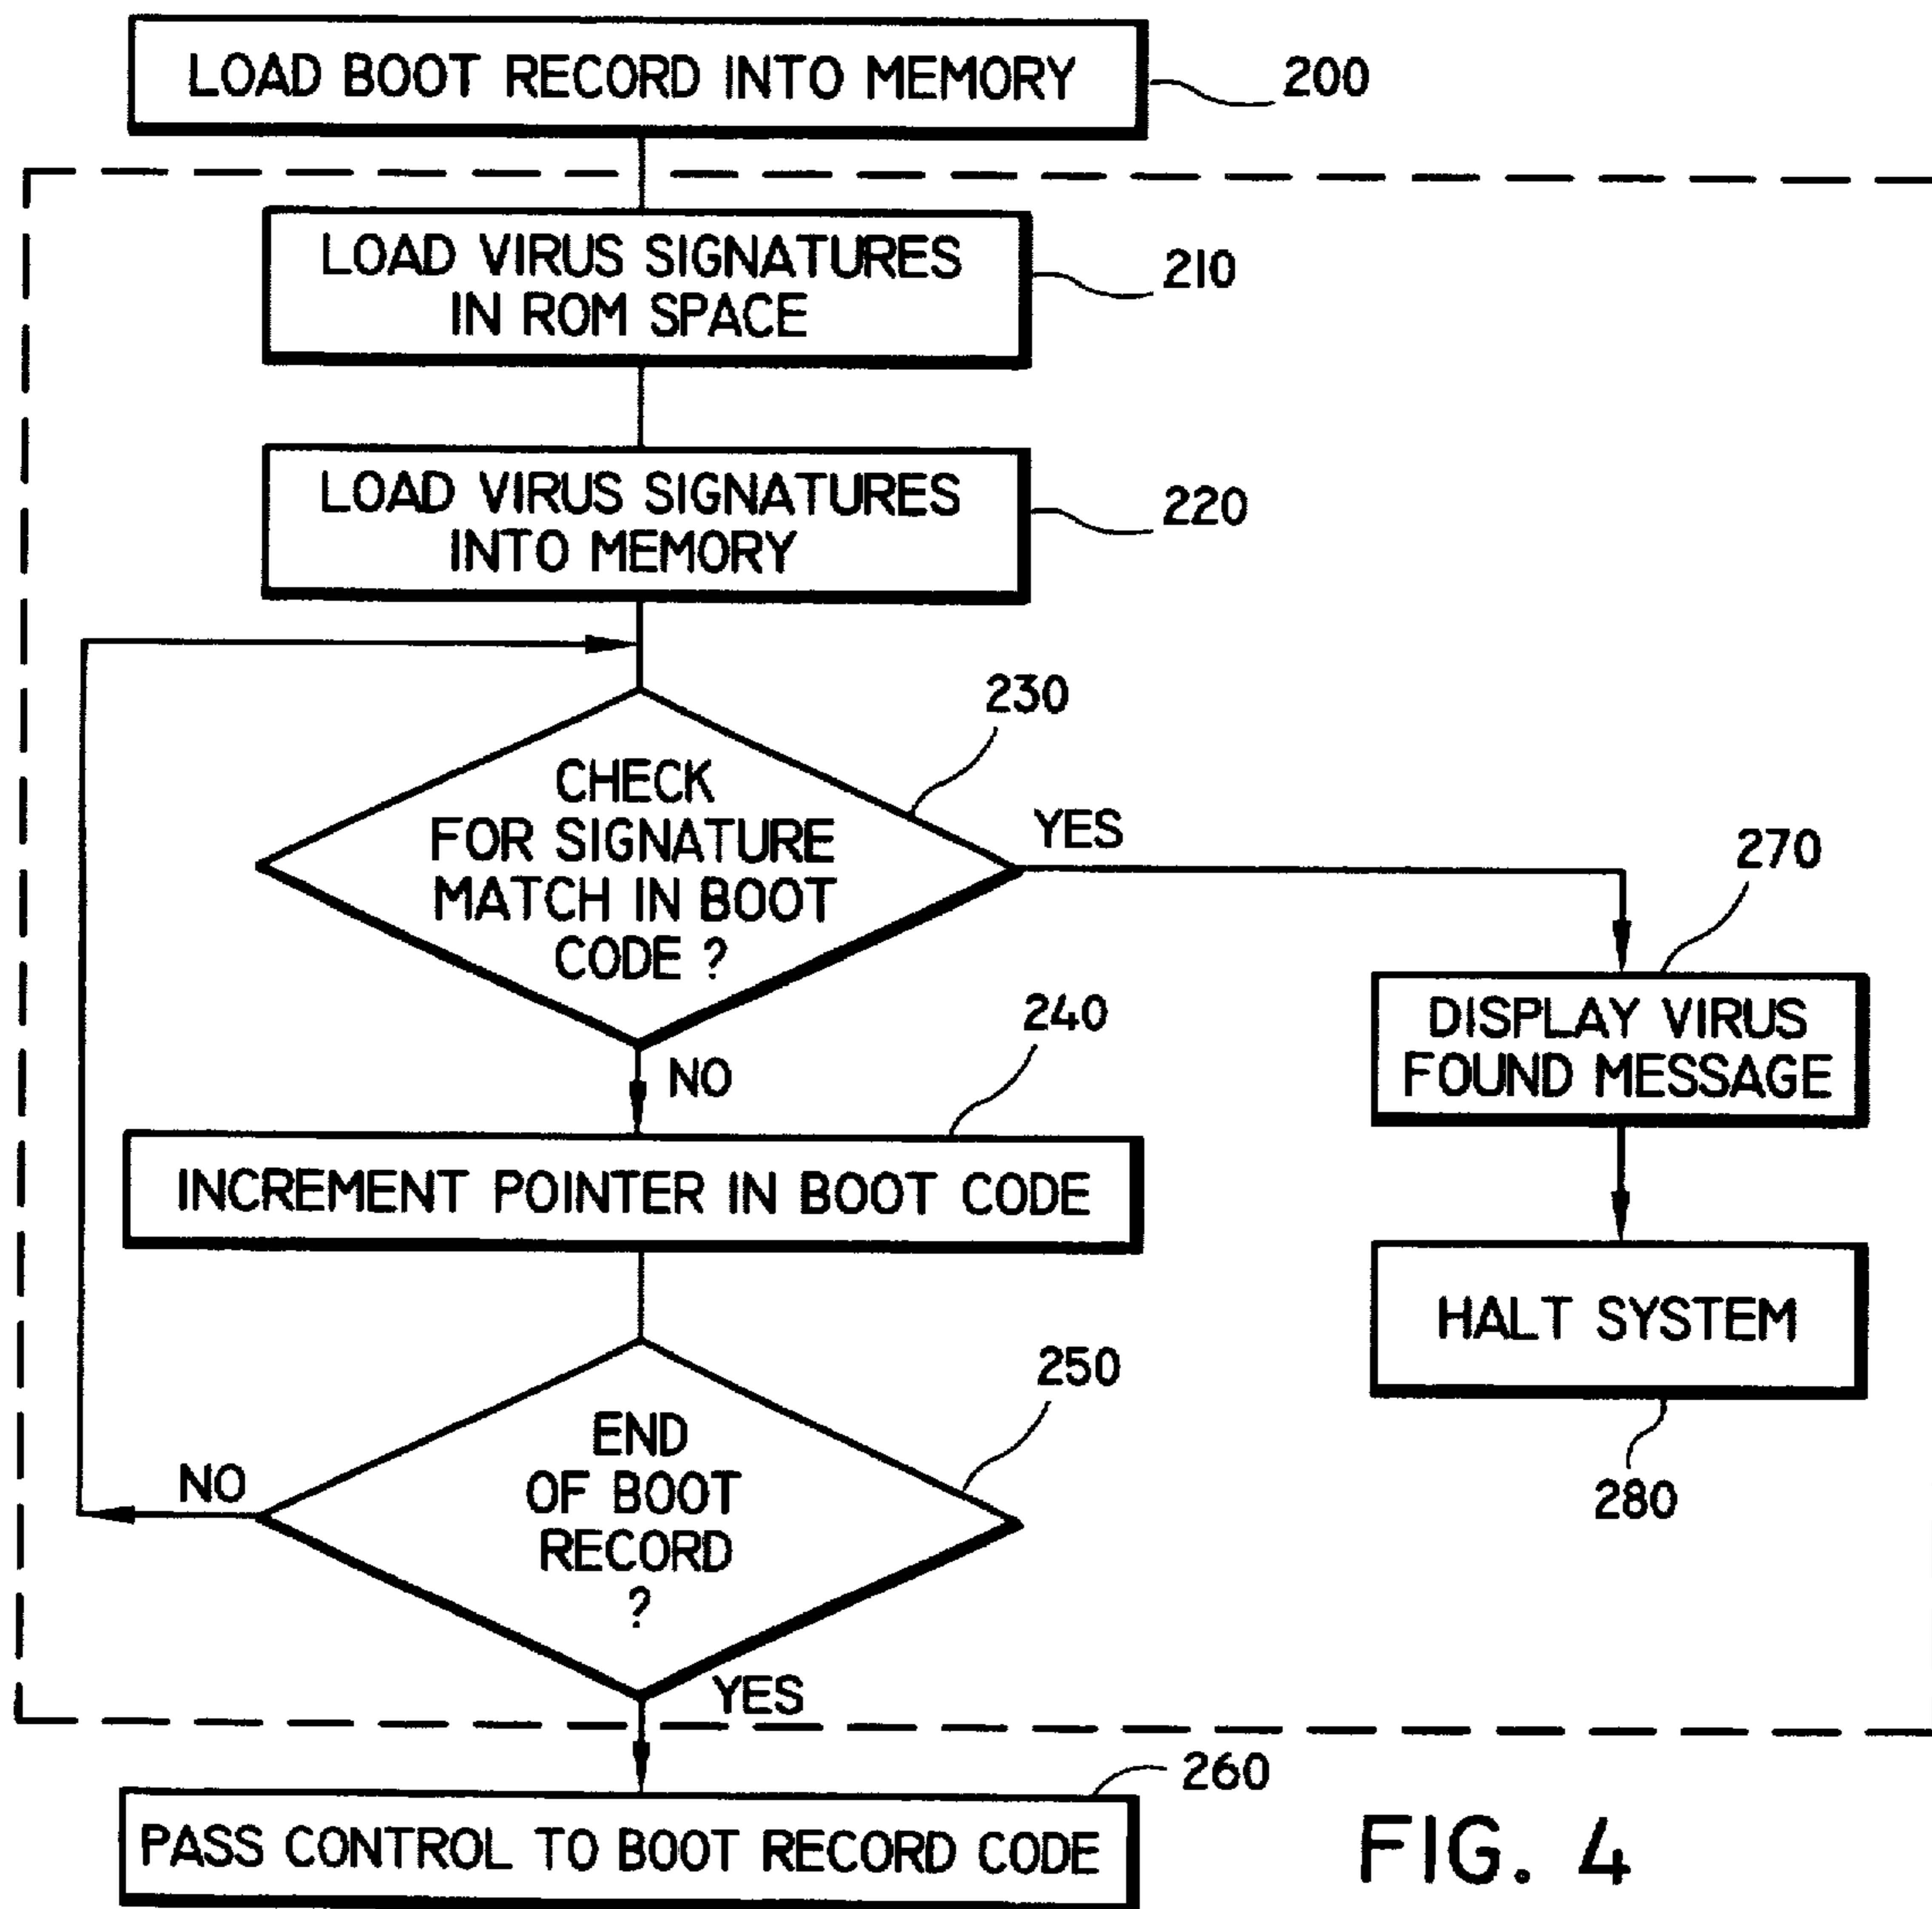 LOAD BOOT RECORD INTO MEMORY
200
LOAD VIRUS SIGNATURES
IN ROM SPACE
210
LOAD VIRUS SIGNATURES
INTO MEMORY
220
230
CHECK
FOR SIGNATURE
MATCH IN BOOT
CODE ?
YES
NO
270
DISPLAY VIRUS
FOUND MESSAGE
240
INCREMENT POINTER IN BOOT CODE
HALT SYSTEM
280
250
END
OF BOOT
RECORD
?
NO
YES
260
PASS CONTROL TO BOOT RECORD CODE
FIG. 4